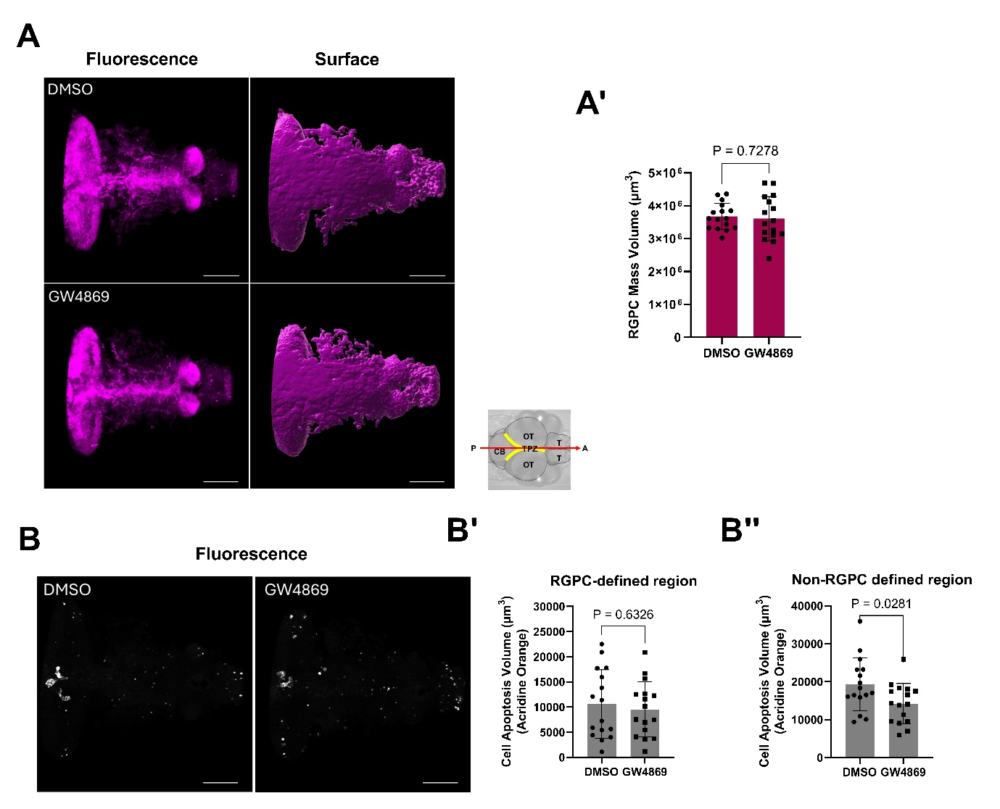 A
Fluorescence
Surface
DMSO
GW4869
A'
P = 0.7278
RGPC Mass Volume (µm³)
5×10⁶
4×10⁶
3×10⁶
2×10⁶
1×10⁶
0
DMSO GW4869
P
OT
CB
TPZ
T
T
A
OT
B
Fluorescence
DMSO
GW4869
B'
RGPC-defined region
P = 0.6326
Cell Apoptosis Volume (µm³)
(Acridine Orange)
30000
25000
20000
15000
10000
5000
0
DMSO GW4869
B''
Non-RGPC defined region
P = 0.0281
Cell Apoptosis Volume (µm³)
(Acridine Orange)
40000
30000
20000
10000
0
DMSO GW4869